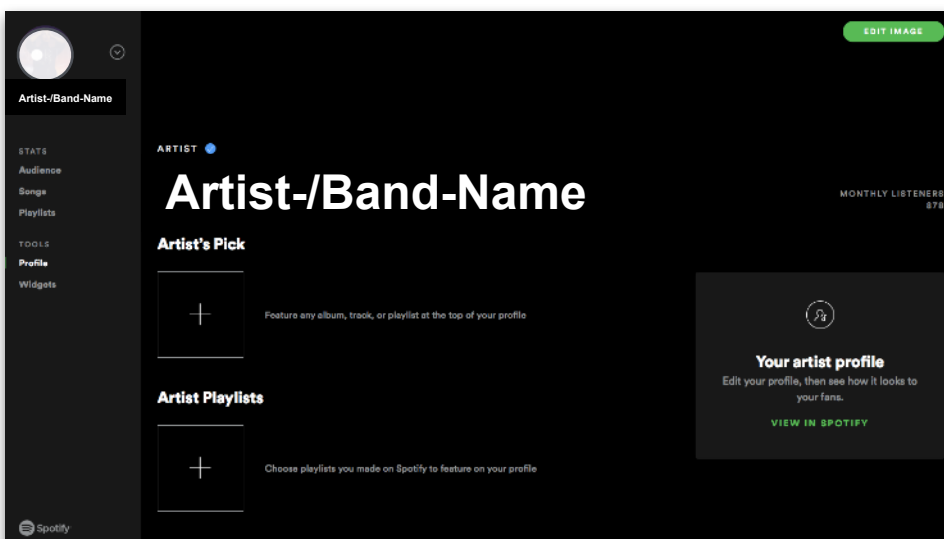 EDIT IMAGE
Artist-/Band-Name
STATS
Audience
Songs
Playlists
TOOLS
Profile
Widgets
Spotify
ARTIST
Artist-/Band-Name
MONTHLY LISTENERS
878
Artist's Pick
Feature any album, track, or playlist at the top of your profile
Artist Playlists
Choose playlists you made on Spotify to feature on your profile
Your artist profile
Edit your profile, then see how it looks to
your fans.
VIEW IN SPOTIFY